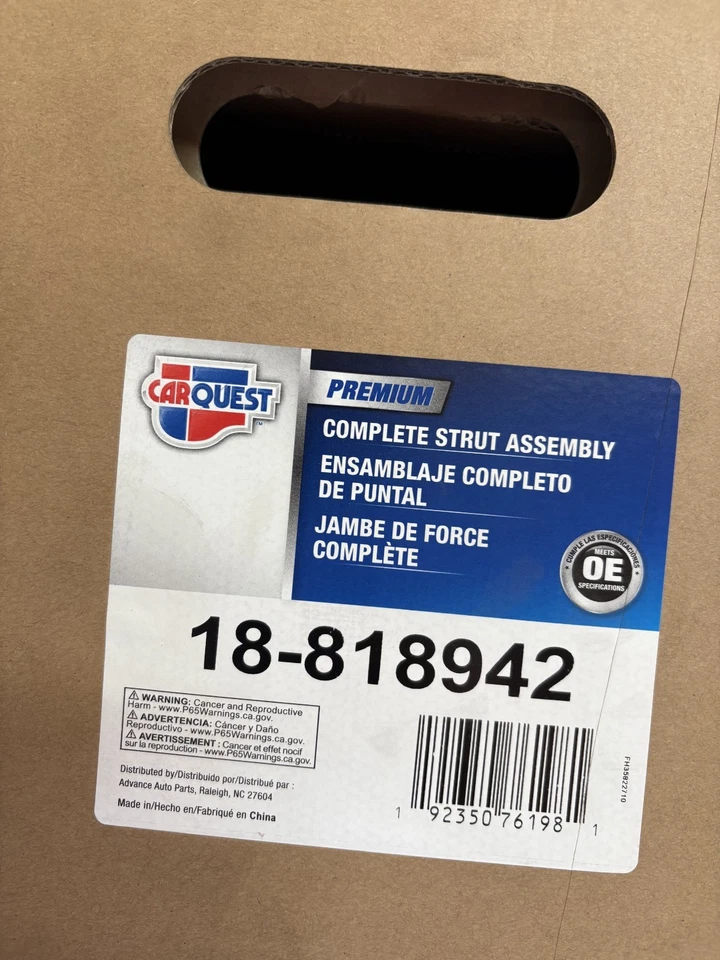 CARQUEST
TM
PREMIUM
COMPLETE STRUT ASSEMBLY
ENSAMBLAJE COMPLETO
DE PUNTAL
JAMBE DE FORCE
COMPLÈTE
• CUMPLE LAS ESPECIFICACIONES •
MEETS
OE
SPECIFICATIONS
18-818942
⚠ WARNING: Cancer and Reproductive
Harm - www.P65Warnings.ca.gov.
⚠ ADVERTENCIA: Cáncer y Daño
Reproductivo - www.P65Warnings.ca.gov.
⚠ AVERTISSEMENT : Cancer et effet nocif
sur la reproduction - www.P65Warnings.ca.gov.
Distributed by/Distribuido por/Distribué par :
Advance Auto Parts, Raleigh, NC 27604
Made in/Hecho en/Fabriqué en China
1 92350 76198 1
FH35822710